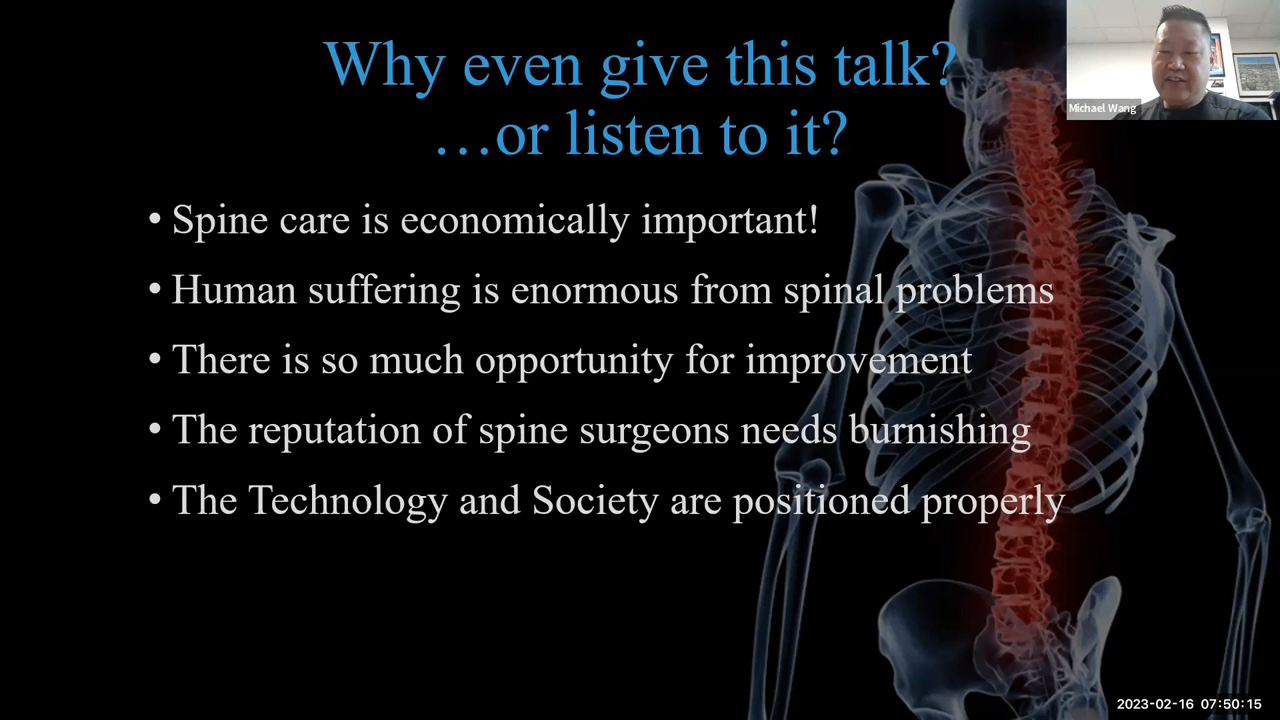 Why even give this talk?
…or listen to it?
Michael Wang
• Spine care is economically important!
• Human suffering is enormous from spinal problems
• There is so much opportunity for improvement
• The reputation of spine surgeons needs burnishing
• The Technology and Society are positioned properly
2023-02-16 07:50:15